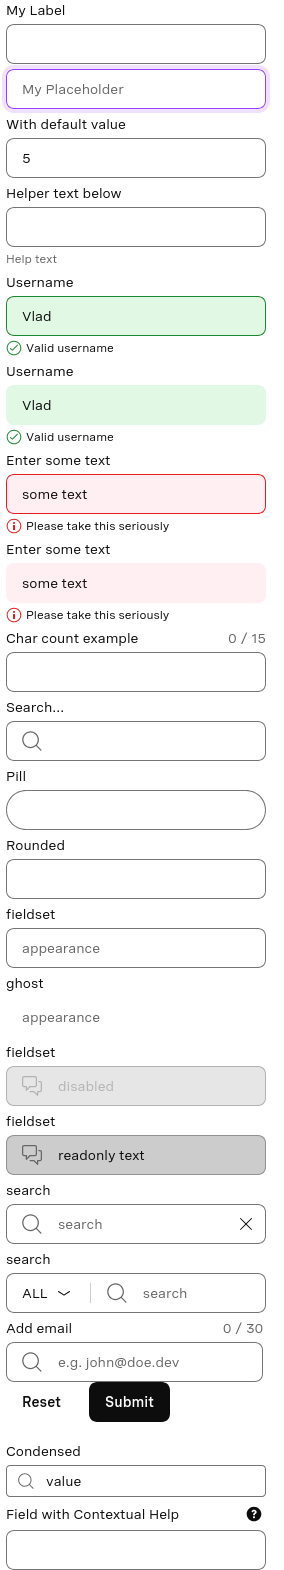 My Label
My Placeholder
With default value
5
Helper text below
Help text
Username
Vlad
Valid username
Username
Vlad
Valid username
Enter some text
some text
Please take this seriously
Enter some text
some text
Please take this seriously
Char count example 0 / 15
Search...
Pill
Rounded
fieldset
appearance
ghost
appearance
fieldset
disabled
fieldset
readonly text
search
search
search
ALL search
Add email 0 / 30
e.g. john@doe.dev
Reset Submit
Condensed
value
Field with Contextual Help ?